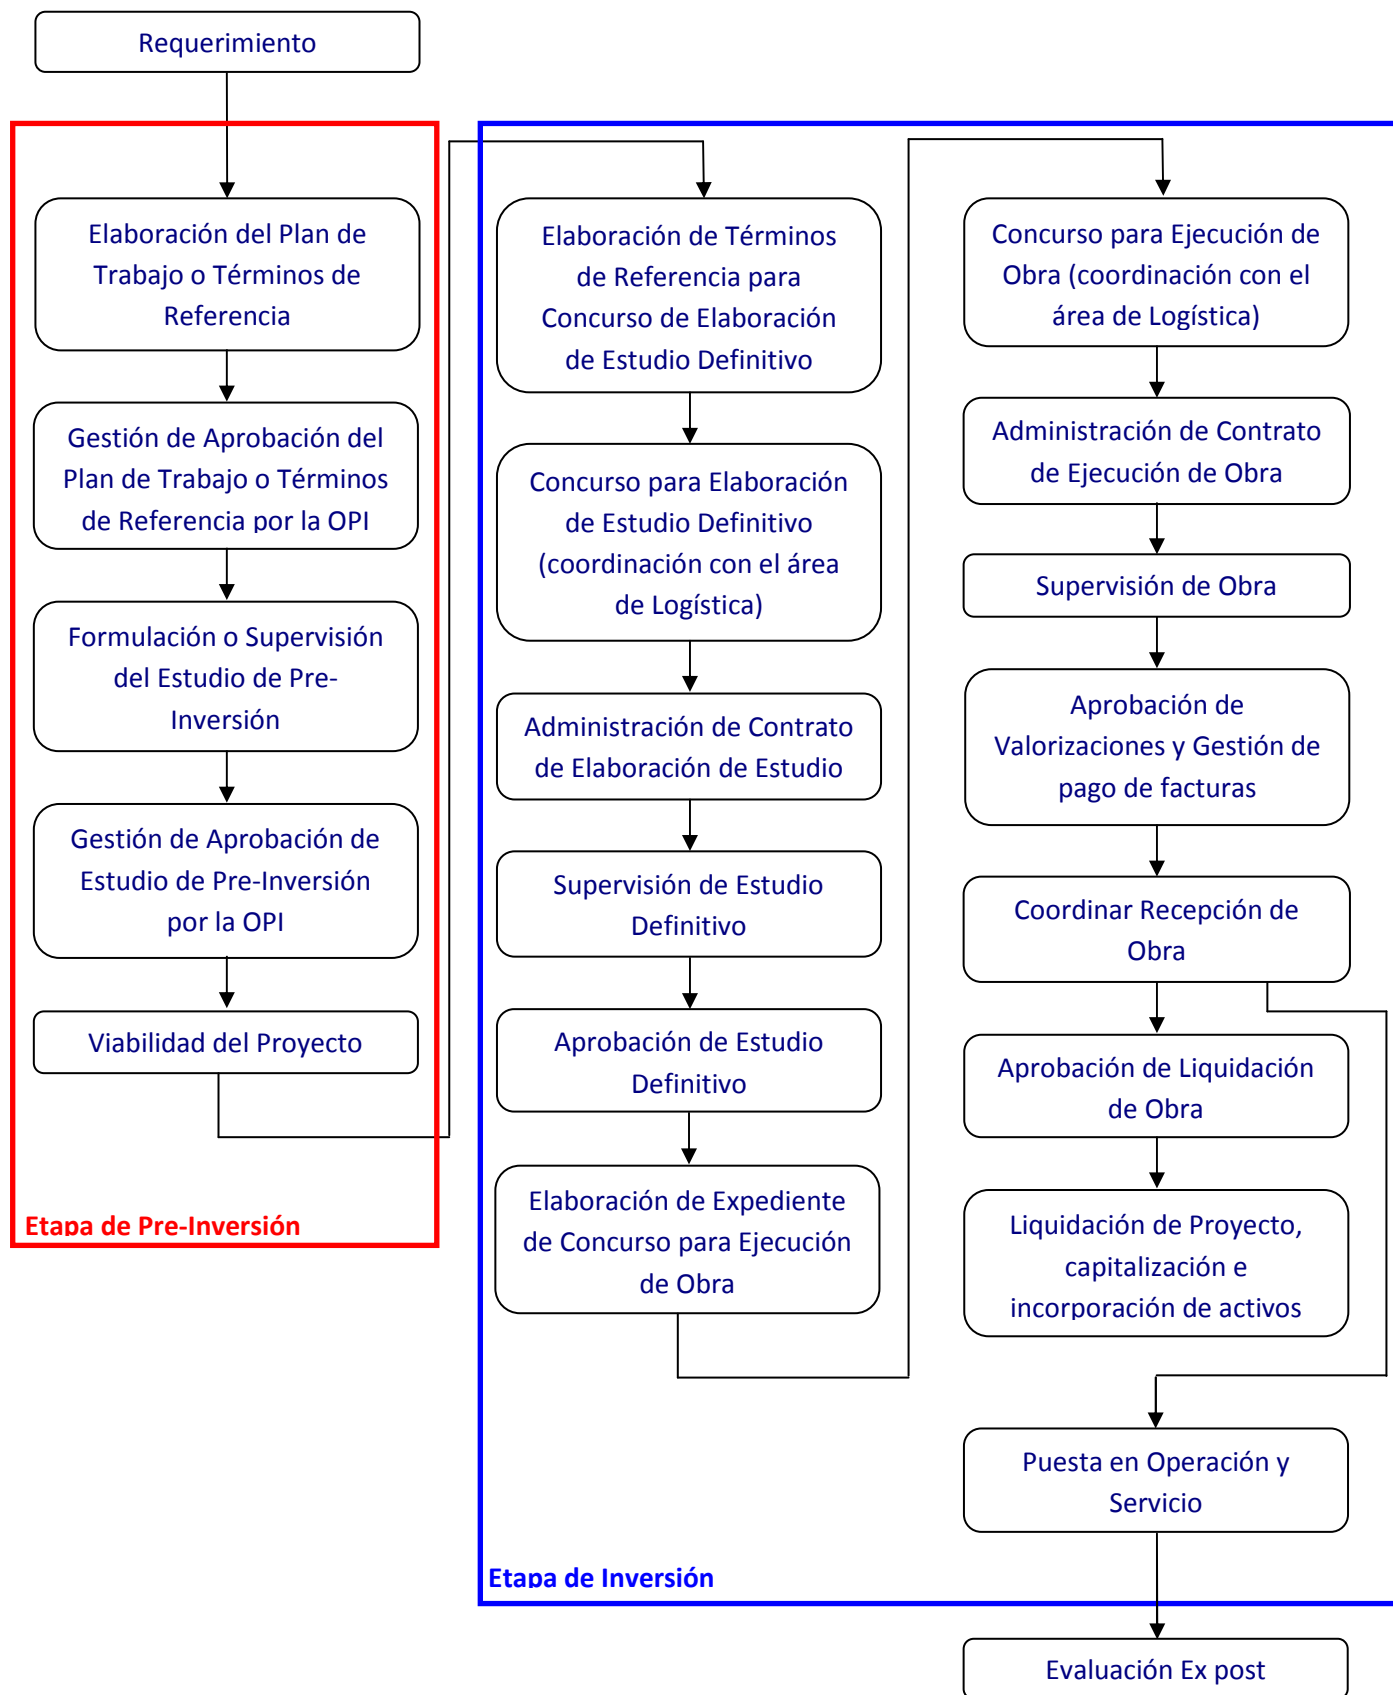 Requerimiento
Elaboración del Plan de
Trabajo o Términos de
Referencia
Gestión de Aprobación del
Plan de Trabajo o Términos
de Referencia por la OPI
Formulación o Supervisión
del Estudio de Pre-
Inversión
Gestión de Aprobación de
Estudio de Pre-Inversión
por la OPI
Viabilidad del Proyecto
Etapa de Pre-Inversión
Elaboración de Términos
de Referencia para
Concurso de Elaboración
de Estudio Definitivo
Concurso para Elaboración
de Estudio Definitivo
(coordinación con el área
de Logística)
Administración de Contrato
de Elaboración de Estudio
Supervisión de Estudio
Definitivo
Aprobación de Estudio
Definitivo
Elaboración de Expediente
de Concurso para Ejecución
de Obra
Concurso para Ejecución de
Obra (coordinación con el
área de Logística)
Administración de Contrato
de Ejecución de Obra
Supervisión de Obra
Aprobación de
Valorizaciones y Gestión de
pago de facturas
Coordinar Recepción de
Obra
Aprobación de Liquidación
de Obra
Liquidación de Proyecto,
capitalización e
incorporación de activos
Puesta en Operación y
Servicio
Etapa de Inversión
Evaluación Ex post